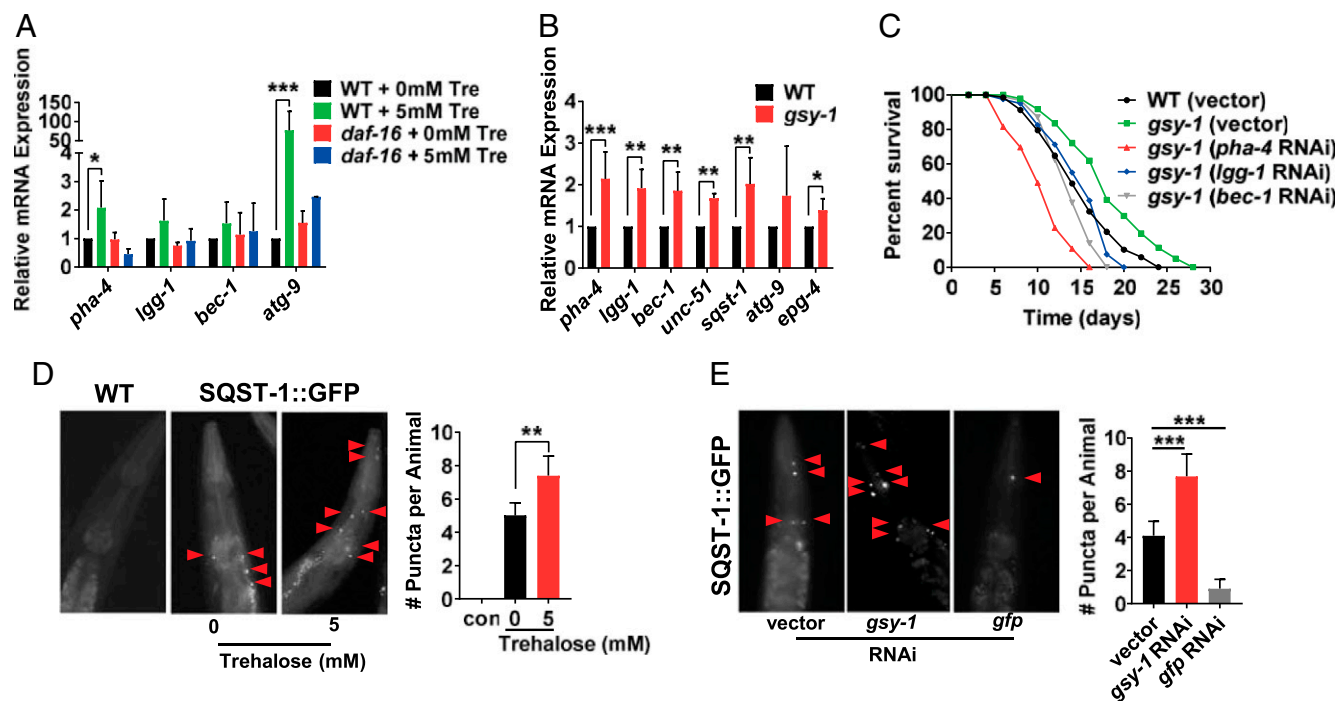 A
Relative mRNA Expression
150
100
50
4
3
2
1
0
***
*
WT + 0mM Tre
WT + 5mM Tre
daf-16 + 0mM Tre
daf-16 + 5mM Tre
pha-4
lgg-1
bec-1
atg-9
B
Relative mRNA Expression
4
3
2
1
0
WT
gsy-1
***
**
**
**
**
*
pha-4
lgg-1
bec-1
unc-51
sqst-1
atg-9
epg-4
C
Percent survival
100
80
60
40
20
0
0
5
10
15
20
25
30
Time (days)
WT (vector)
gsy-1 (vector)
gsy-1 (pha-4 RNAi)
gsy-1 (lgg-1 RNAi)
gsy-1 (bec-1 RNAi)
D
WT
SQST-1::GFP
0
5
Trehalose (mM)
# Puncta per Animal
10
8
6
4
2
0
**
con
0
5
Trehalose (mM)
E
SQST-1::GFP
vector
gsy-1
gfp
RNAi
# Puncta per Animal
10
8
6
4
2
0
***
***
vector
gsy-1 RNAi
gfp RNAi